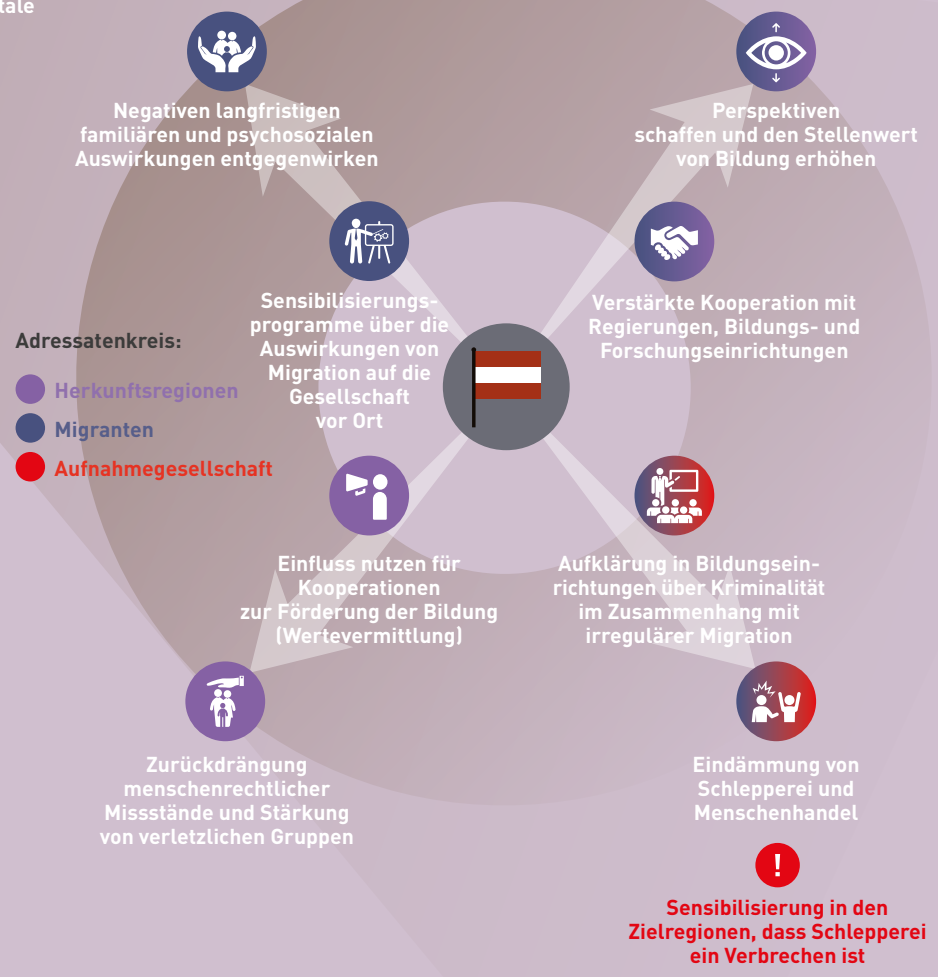 Negativen langfristigen
familiären und psychosozialen
Auswirkungen entgegenwirken
Perspektiven
schaffen und den Stellenwert
von Bildung erhöhen
Sensibilisierungs-
programme über die
Auswirkungen von
Migration auf die
Gesellschaft
vor Ort
Verstärkte Kooperation mit
Regierungen, Bildungs- und
Forschungseinrichtungen
Adressatenkreis:
Herkunftsregionen
Migranten
Aufnahmegesellschaft
Einfluss nutzen für
Kooperationen
zur Förderung der Bildung
(Wertevermittlung)
Aufklärung in Bildungsein-
richtungen über Kriminalität
im Zusammenhang mit
irregulärer Migration
Zurückdrängung
menschenrechtlicher
Missstände und Stärkung
von verletzlichen Gruppen
Eindämmung von
Schlepperei und
Menschenhandel
!
Sensibilisierung in den
Zielregionen, dass Schlepperei
ein Verbrechen ist